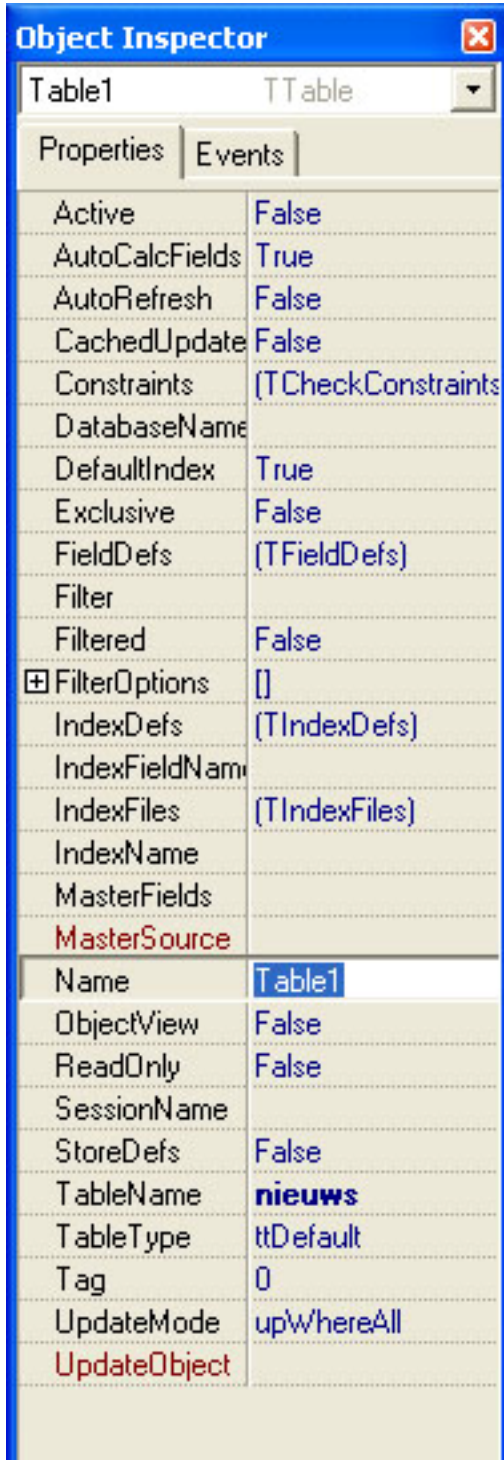 Object Inspector
Table1 TTable
Properties Events
Active False
AutoCalcFields True
AutoRefresh False
CachedUpdate False
Constraints (TCheckConstraints
DatabaseName
DefaultIndex True
Exclusive False
FieldDefs (TFieldDefs)
Filter
Filtered False
FilterOptions []
IndexDefs (TIndexDefs)
IndexFieldName
IndexFiles (TIndexFiles)
IndexName
MasterFields
MasterSource
Name Table1
ObjectView False
ReadOnly False
SessionName
StoreDefs False
TableName nieuws
TableType ttDefault
Tag 0
UpdateMode upWhereAll
UpdateObject